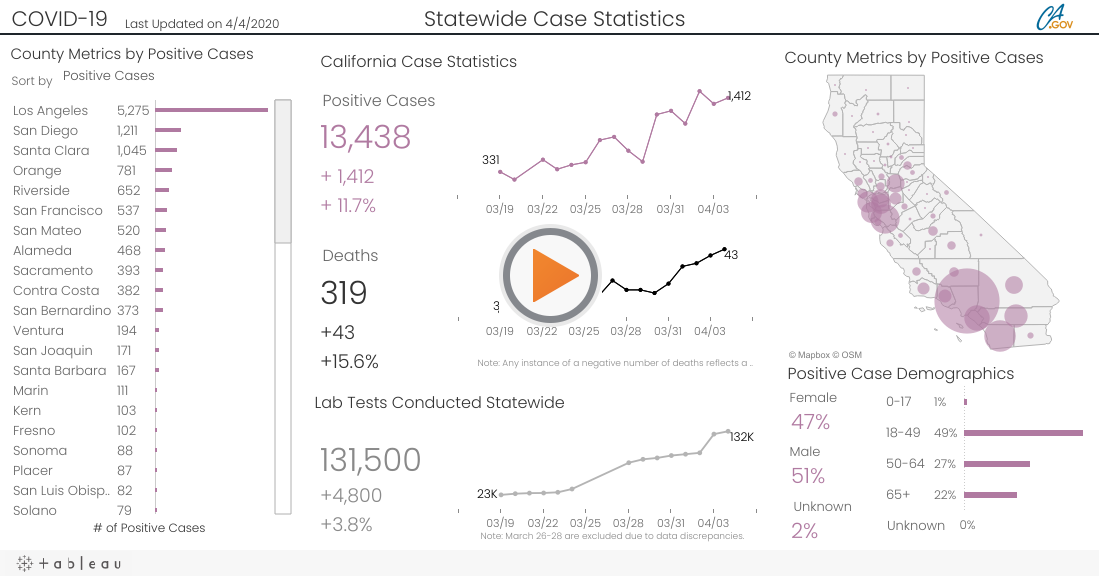 COVID-19 Last Updated on 4/4/2020 Statewide Case Statistics CA.GOV
County Metrics by Positive Cases
Sort by Positive Cases
Los Angeles 5,275
San Diego 1,211
Santa Clara 1,045
Orange 781
Riverside 652
San Francisco 537
San Mateo 520
Alameda 468
Sacramento 393
Contra Costa 382
San Bernardino 373
Ventura 194
San Joaquin 171
Santa Barbara 167
Marin 111
Kern 103
Fresno 102
Sonoma 88
Placer 87
San Luis Obisp.. 82
Solano 79
# of Positive Cases
California Case Statistics
Positive Cases
13,438
+ 1,412
+ 11.7%
331
1,412
03/19 03/22 03/25 03/28 03/31 04/03
Deaths
319
+43
+15.6%
3
43
03/19 03/22 03/25 03/28 03/31 04/03
Note: Any instance of a negative number of deaths reflects a ..
Lab Tests Conducted Statewide
131,500
+4,800
+3.8%
23K
132K
03/19 03/22 03/25 03/28 03/31 04/03
Note: March 26-28 are excluded due to data discrepancies.
County Metrics by Positive Cases
© Mapbox © OSM
Positive Case Demographics
Female
47%
Male
51%
Unknown
2%
0-17 1%
18-49 49%
50-64 27%
65+ 22%
Unknown 0%
+ableau